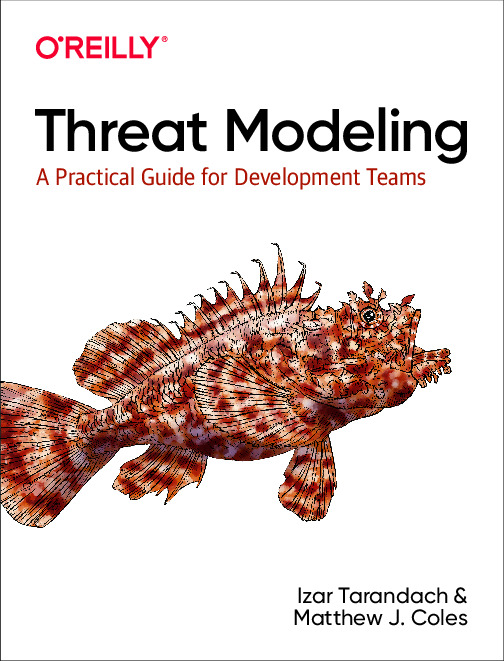 O'REILLY®
Threat Modeling
A Practical Guide for Development Teams
Izar Tarandach &
Matthew J. Coles